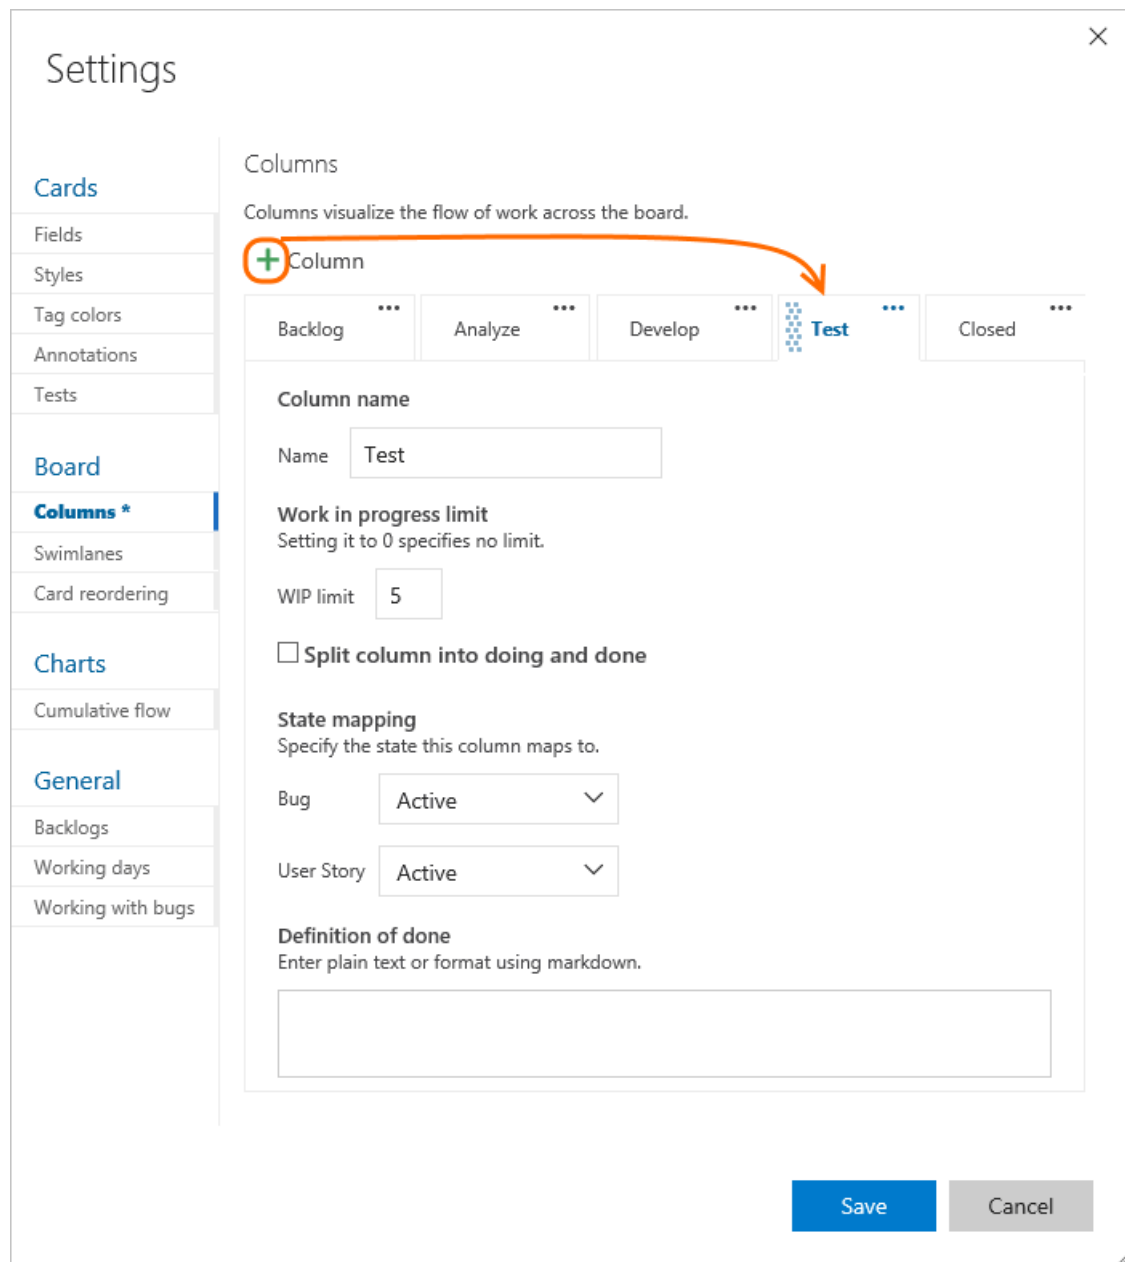 Settings
Cards
Fields
Styles
Tag colors
Annotations
Tests
Board
Columns *
Swimlanes
Card reordering
Charts
Cumulative flow
General
Backlogs
Working days
Working with bugs
Columns
Columns visualize the flow of work across the board.
Column
Backlog Analyze Develop Test Closed
Column name
Name Test
Work in progress limit
Setting it to 0 specifies no limit.
WIP limit 5
Split column into doing and done
State mapping
Specify the state this column maps to.
Bug Active
User Story Active
Definition of done
Enter plain text or format using markdown.
Save Cancel